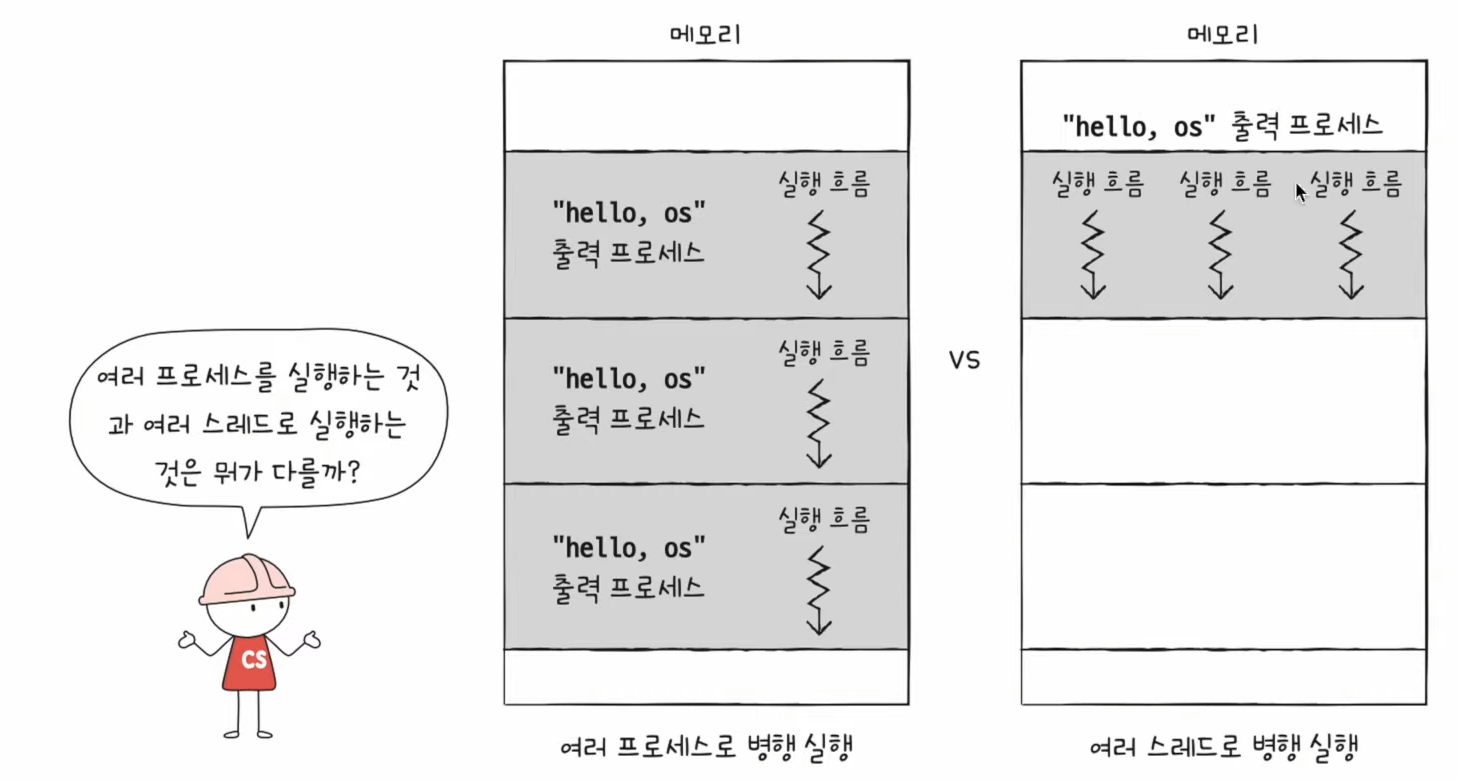 메모리
"hello, os"
출력 프로세스
실행 흐름
"hello, os"
출력 프로세스
실행 흐름
"hello, os"
출력 프로세스
실행 흐름
여러 프로세스로 병행 실행
vs
메모리
"hello, os" 출력 프로세스
실행 흐름 실행 흐름 실행 흐름
여러 스레드로 병행 실행
여러 프로세스를 실행하는 것
과 여러 스레드로 실행하는
것은 뭐가 다를까?
CS